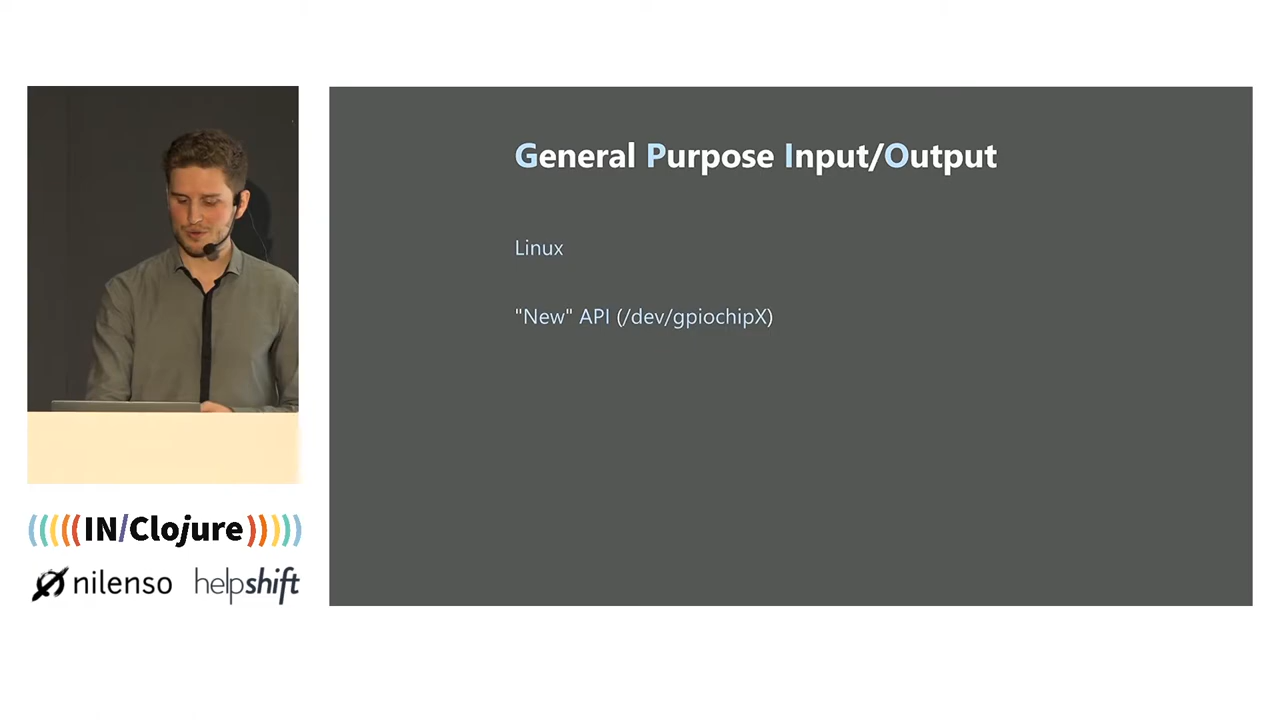 General Purpose Input/Output
Linux
"New" API (/dev/gpiochipX)
(((((IN/Clojure)))))
nilenso helpshift